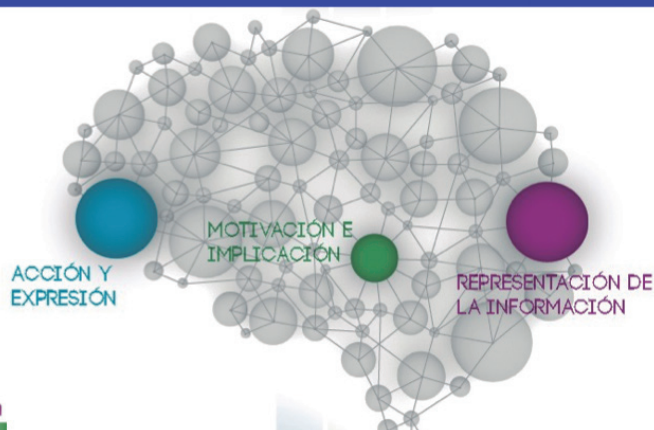 MOTIVACIÓN E
IMPLICACIÓN
ACCIÓN Y
EXPRESIÓN
REPRESENTACIÓN DE
LA INFORMACIÓN